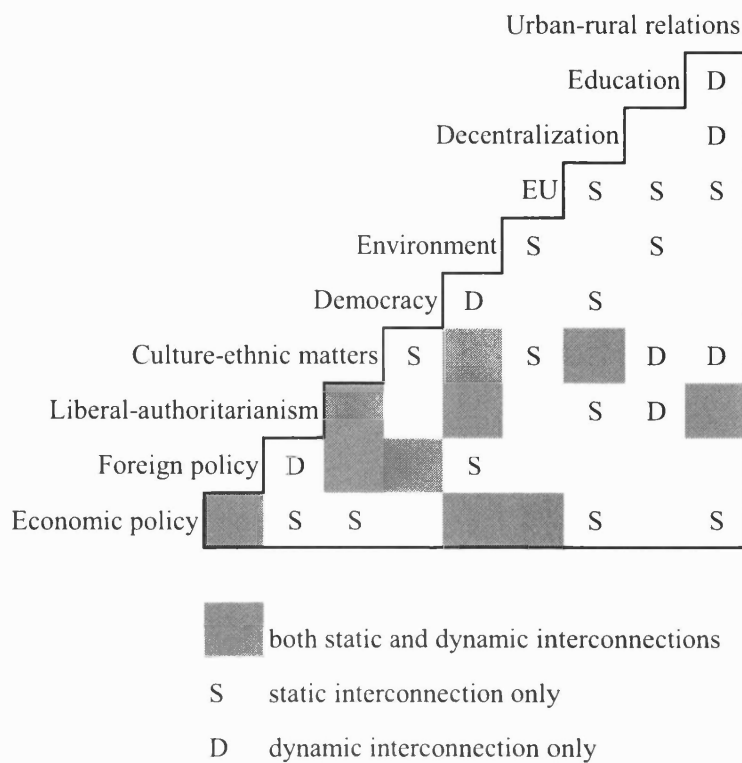 Urban-rural relations
Education D
Decentralization D
EU S S S
Environment S S
Democracy D S
Culture-ethnic matters S S D D
Liberal-authoritarianism S D
Foreign policy D S
Economic policy S S S S
both static and dynamic interconnections
S static interconnection only
D dynamic interconnection only